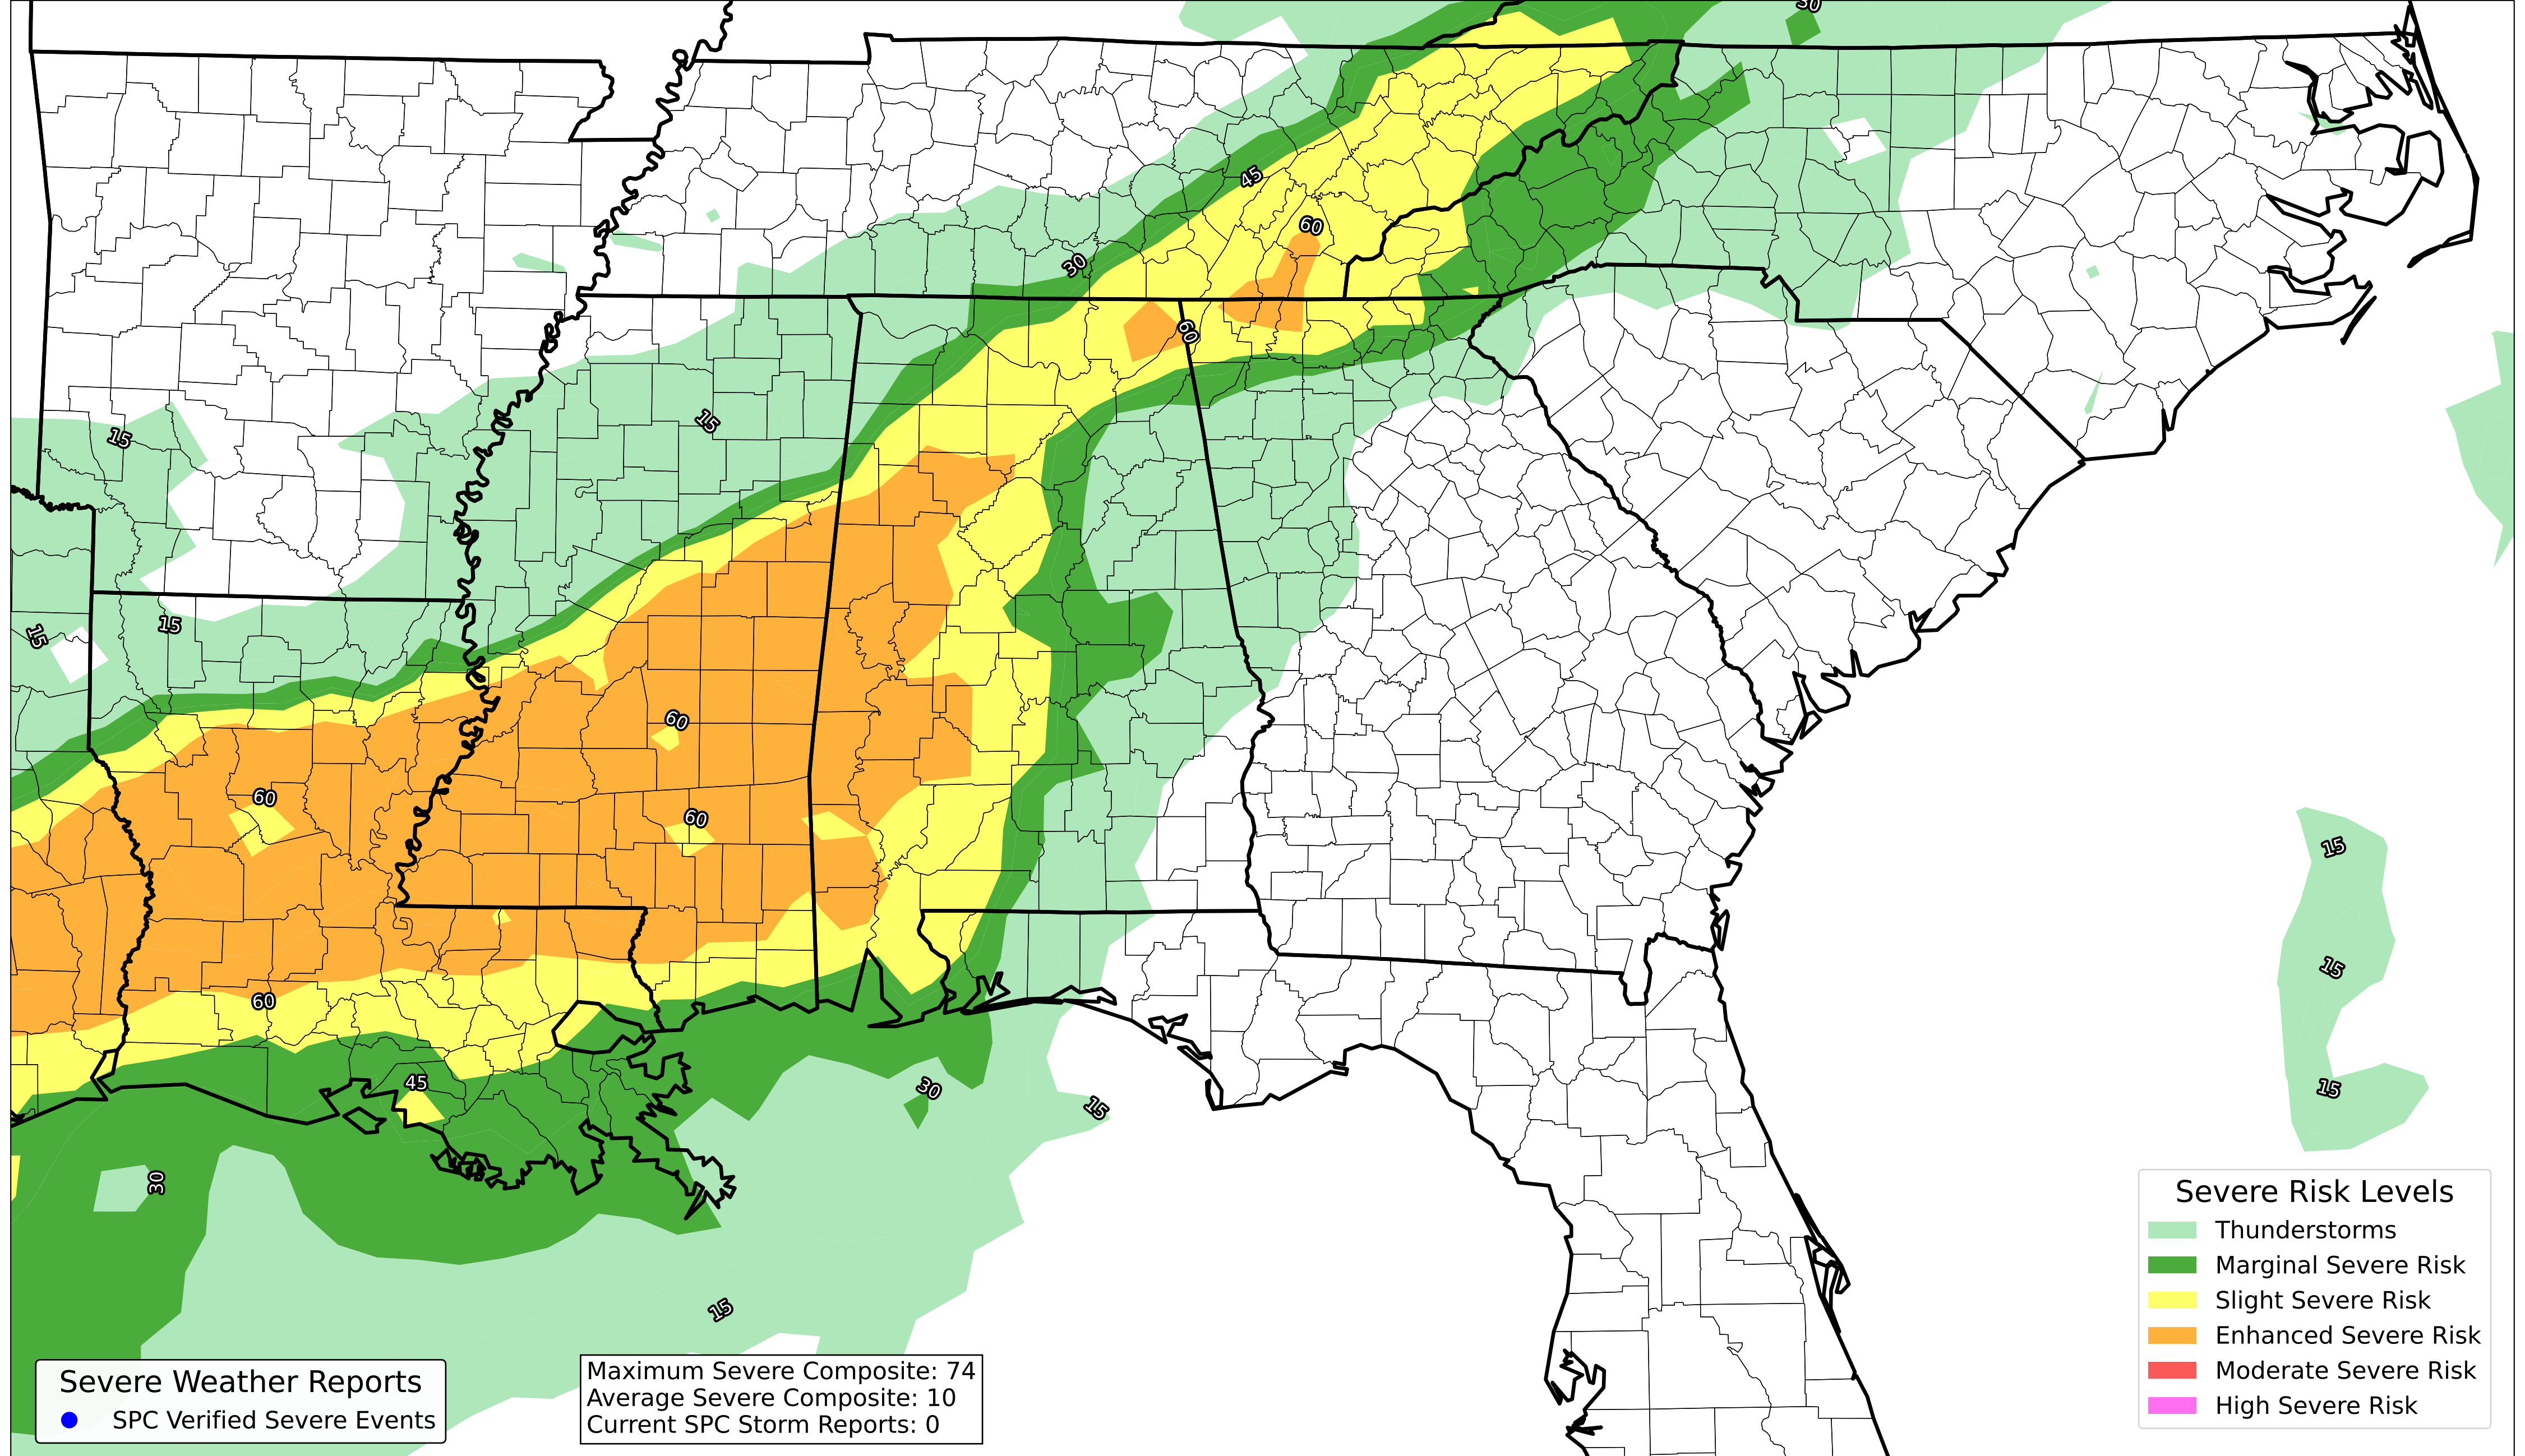 30
45
60
30
60
15
15
15
15
60
60
60
15
60
15
45
30
15
30
15
15
Severe Risk Levels
Thunderstorms
Marginal Severe Risk
Slight Severe Risk
Enhanced Severe Risk
Moderate Severe Risk
High Severe Risk
Severe Weather Reports
SPC Verified Severe Events
Maximum Severe Composite: 74
Average Severe Composite: 10
Current SPC Storm Reports: 0